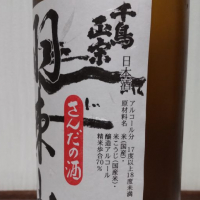 千鳥
正宗
日本酒
さんだの酒
アルコール分 17度以上18度未満
原材料名 米(国産)、
米こうじ(国産米)、
醸造アルコール
精米歩合70%